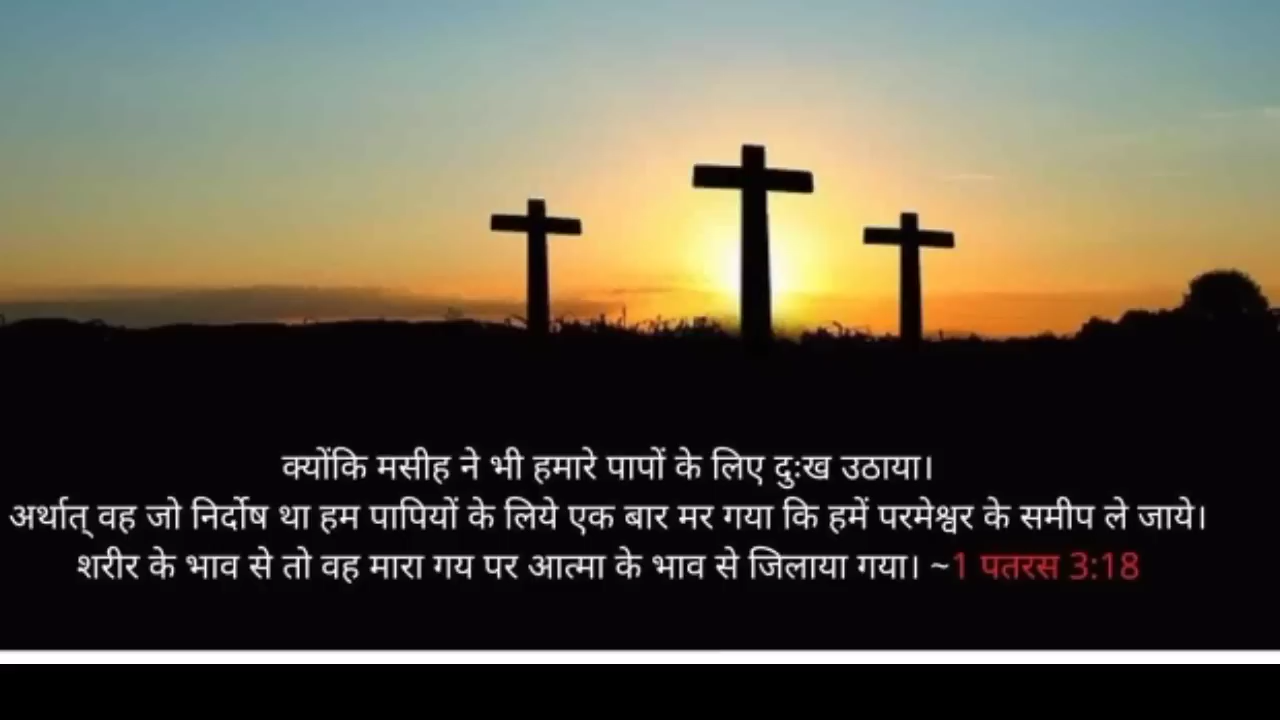 क्योंकि मसीह ने भी हमारे पापों के लिए दुःख उठाया।
अर्थात् वह जो निर्दोष था हम पापियों के लिये एक बार मर गया कि हमें परमेश्वर के समीप ले जाये।
शरीर के भाव से तो वह मारा गय पर आत्मा के भाव से जिलाया गया। ~1 पतरस 3:18